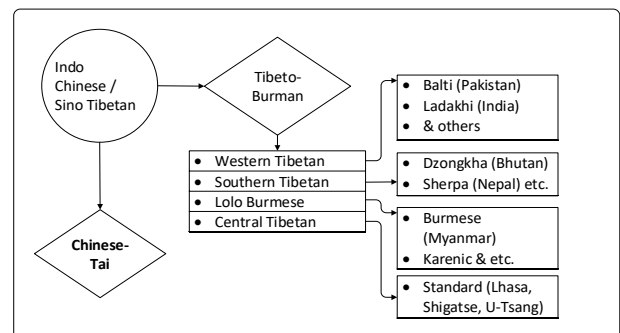 Indo
Chinese /
Sino Tibetan
Tibeto-
Burman
Chinese-
Tai
• Western Tibetan
• Southern Tibetan
• Lolo Burmese
• Central Tibetan
• Balti (Pakistan)
• Ladakhi (India)
• & others
• Dzongkha (Bhutan)
• Sherpa (Nepal) etc.
• Burmese
(Myanmar)
• Karenic & etc.
• Standard (Lhasa,
Shigatse, U-Tsang)